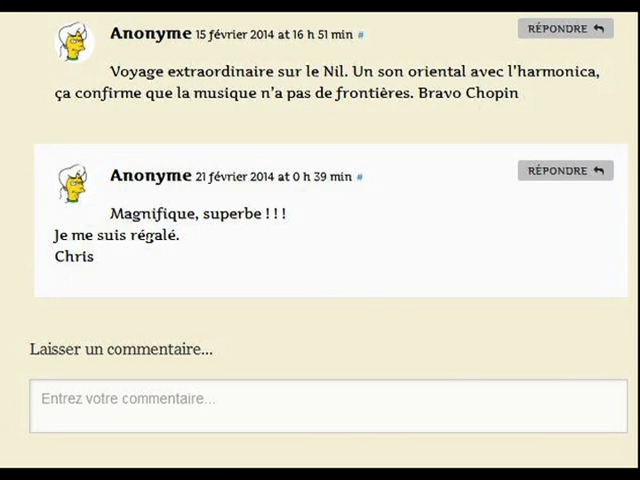 Anonyme 15 février 2014 at 16 h 51 min #
RÉPONDRE
Voyage extraordinaire sur le Nil. Un son oriental avec l'harmonica,
ça confirme que la musique n'a pas de frontières. Bravo Chopin
Anonyme 21 février 2014 at 0 h 39 min #
RÉPONDRE
Magnifique, superbe ! ! !
Je me suis régalé.
Chris
Laisser un commentaire...
Entrez votre commentaire...